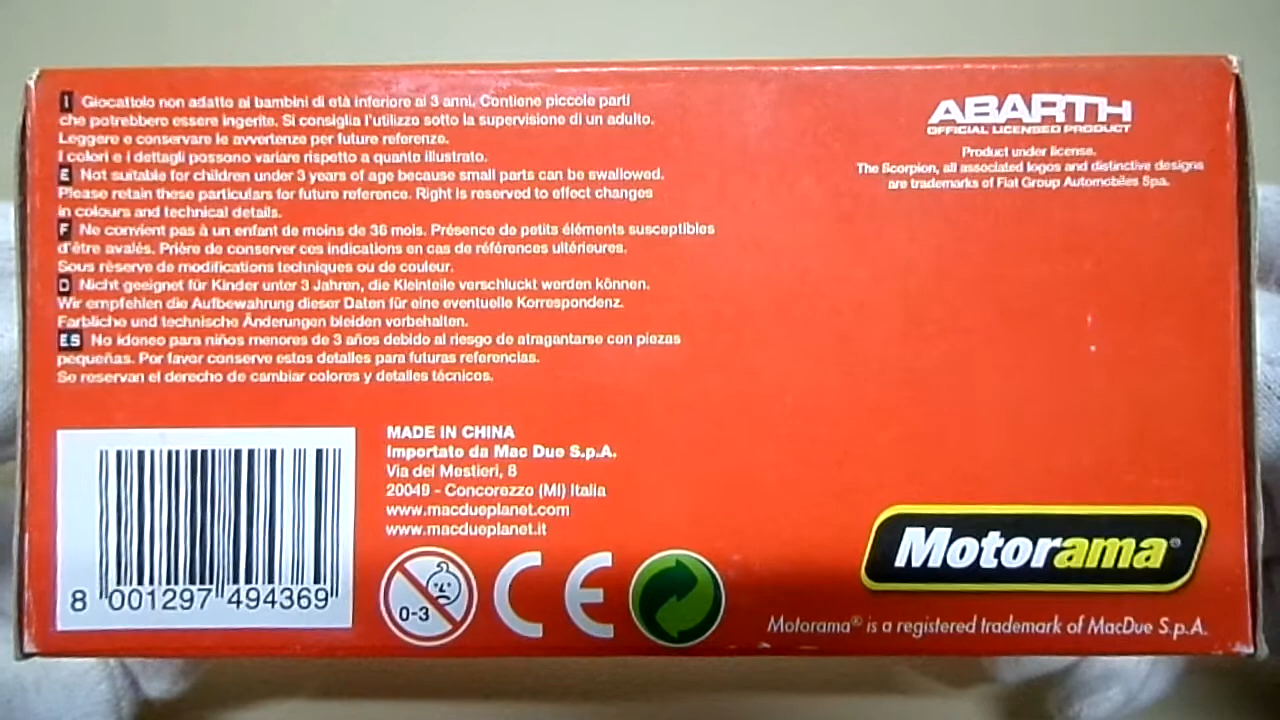 I Giocattolo non adatto ai bambini di età inferiore ai 3 anni. Contiene piccole parti
che potrebbero essere ingerite. Si consiglia l'utilizzo sotto la supervisione di un adulto.
Leggere e conservare le avvertenze per future referenze.
I colori e i dettagli possono variare rispetto a quanto illustrato.
E Not suitable for children under 3 years of age because small parts can be swallowed.
Please retain these particulars for future reference. Right is reserved to effect changes
in colours and technical details.
F Ne convient pas à un enfant de moins de 36 mois. Présence de petits éléments susceptibles
d'être avalés. Prière de conserver ces indications en cas de références ultérieures.
Sous réserve de modifications techniques ou de couleur.
D Nicht geeignet für Kinder unter 3 Jahren, die Kleinteile verschluckt werden können.
Wir empfehlen die Aufbewahrung dieser Daten für eine eventuelle Korrespondenz.
Farbliche und technische Änderungen bleiden vorbehalten.
ES No idoneo para niños menores de 3 años debido al riesgo de atragantarse con piezas
pequeñas. Por favor conserve estos detalles para futuras referencias.
Se reservan el derecho de cambiar colores y detalles técnicos.
ABARTH
OFFICIAL LICENSED PRODUCT
Product under license.
The Scorpion, all associated logos and distinctive designs
are trademarks of Fiat Group Automobiles Spa.
MADE IN CHINA
Importato da Mac Due S.p.A.
Via dei Mestieri, 8
20049 - Concorezzo (MI) Italia
www.macdueplanet.com
www.macdueplanet.it
8 001297 494369
0-3
CE
Motorama®
Motorama® is a registered trademark of MacDue S.p.A.